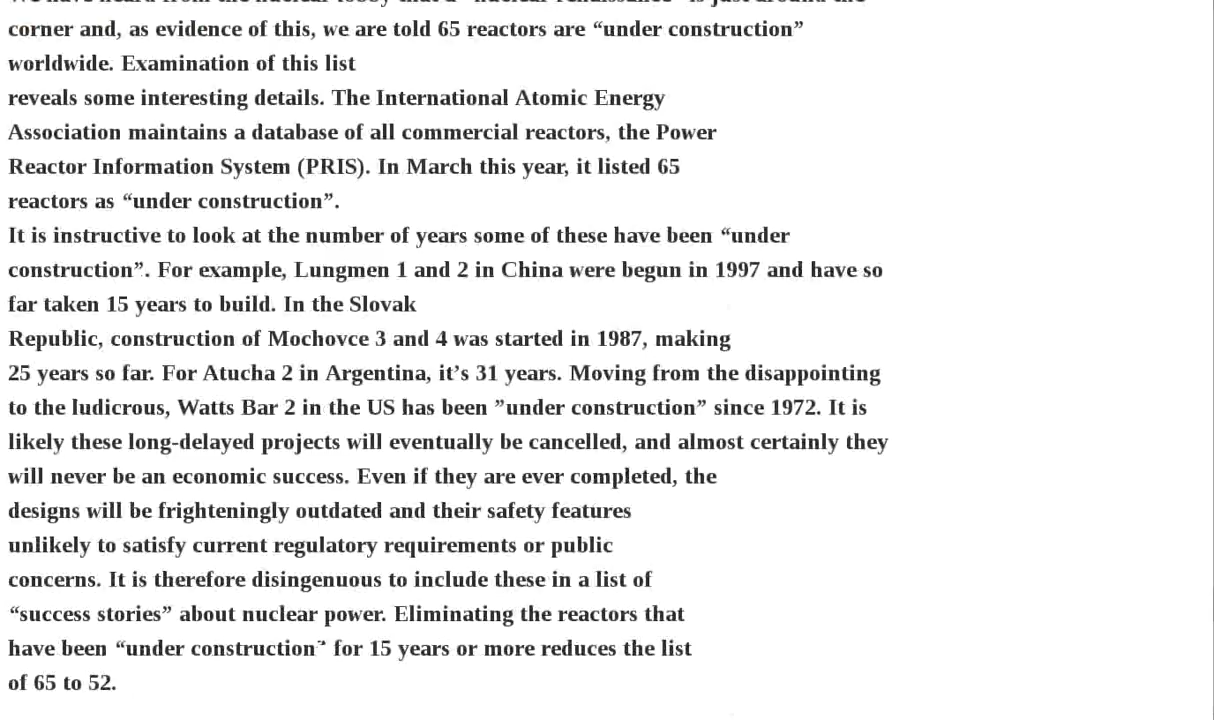 corner and, as evidence of this, we are told 65 reactors are “under construction”
worldwide. Examination of this list
reveals some interesting details. The International Atomic Energy
Association maintains a database of all commercial reactors, the Power
Reactor Information System (PRIS). In March this year, it listed 65
reactors as “under construction”.
It is instructive to look at the number of years some of these have been “under
construction”. For example, Lungmen 1 and 2 in China were begun in 1997 and have so
far taken 15 years to build. In the Slovak
Republic, construction of Mochovce 3 and 4 was started in 1987, making
25 years so far. For Atucha 2 in Argentina, it’s 31 years. Moving from the disappointing
to the ludicrous, Watts Bar 2 in the US has been ”under construction” since 1972. It is
likely these long-delayed projects will eventually be cancelled, and almost certainly they
will never be an economic success. Even if they are ever completed, the
designs will be frighteningly outdated and their safety features
unlikely to satisfy current regulatory requirements or public
concerns. It is therefore disingenuous to include these in a list of
“success stories” about nuclear power. Eliminating the reactors that
have been “under construction” for 15 years or more reduces the list
of 65 to 52.